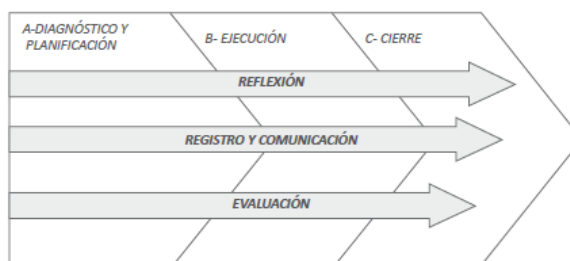 A-DIAGNÓSTICO Y
PLANIFICACIÓN
B- EJECUCIÓN
C- CIERRE
REFLEXIÓN
REGISTRO Y COMUNICACIÓN
EVALUACIÓN